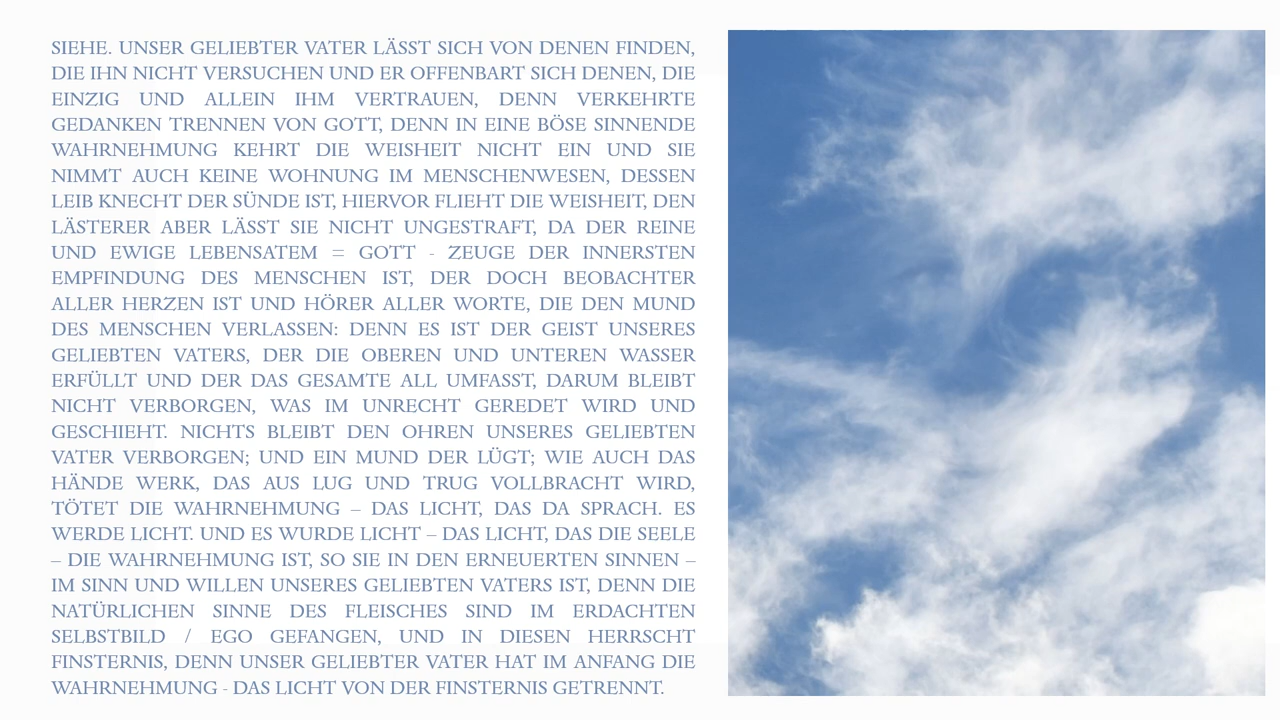 SIEHE. UNSER GELIEBTER VATER LÄSST SICH VON DENEN FINDEN,
DIE IHN NICHT VERSUCHEN UND ER OFFENBART SICH DENEN, DIE
EINZIG UND ALLEIN IHM VERTRAUEN, DENN VERKEHRTE
GEDANKEN TRENNEN VON GOTT, DENN IN EINE BÖSE SINNENDE
WAHRNEHMUNG KEHRT DIE WEISHEIT NICHT EIN UND SIE
NIMMT AUCH KEINE WOHNUNG IM MENSCHENWESEN, DESSEN
LEIB KNECHT DER SÜNDE IST, HIERVOR FLIEHT DIE WEISHEIT, DEN
LÄSTERER ABER LÄSST SIE NICHT UNGESTRAFT, DA DER REINE
UND EWIGE LEBENSATEM = GOTT - ZEUGE DER INNERSTEN
EMPFINDUNG DES MENSCHEN IST, DER DOCH BEOBACHTER
ALLER HERZEN IST UND HÖRER ALLER WORTE, DIE DEN MUND
DES MENSCHEN VERLASSEN: DENN ES IST DER GEIST UNSERES
GELIEBTEN VATERS, DER DIE OBEREN UND UNTEREN WASSER
ERFÜLLT UND DER DAS GESAMTE ALL UMFASST, DARUM BLEIBT
NICHT VERBORGEN, WAS IM UNRECHT GEREDET WIRD UND
GESCHIEHT. NICHTS BLEIBT DEN OHREN UNSERES GELIEBTEN
VATER VERBORGEN; UND EIN MUND DER LÜGT; WIE AUCH DAS
HÄNDE WERK, DAS AUS LUG UND TRUG VOLLBRACHT WIRD,
TÖTET DIE WAHRNEHMUNG – DAS LICHT, DAS DA SPRACH. ES
WERDE LICHT. UND ES WURDE LICHT – DAS LICHT, DAS DIE SEELE
– DIE WAHRNEHMUNG IST, SO SIE IN DEN ERNEUERTEN SINNEN –
IM SINN UND WILLEN UNSERES GELIEBTEN VATERS IST, DENN DIE
NATÜRLICHEN SINNE DES FLEISCHES SIND IM ERDACHTEN
SELBSTBILD / EGO GEFANGEN, UND IN DIESEN HERRSCHT
FINSTERNIS, DENN UNSER GELIEBTER VATER HAT IM ANFANG DIE
WAHRNEHMUNG - DAS LICHT VON DER FINSTERNIS GETRENNT.